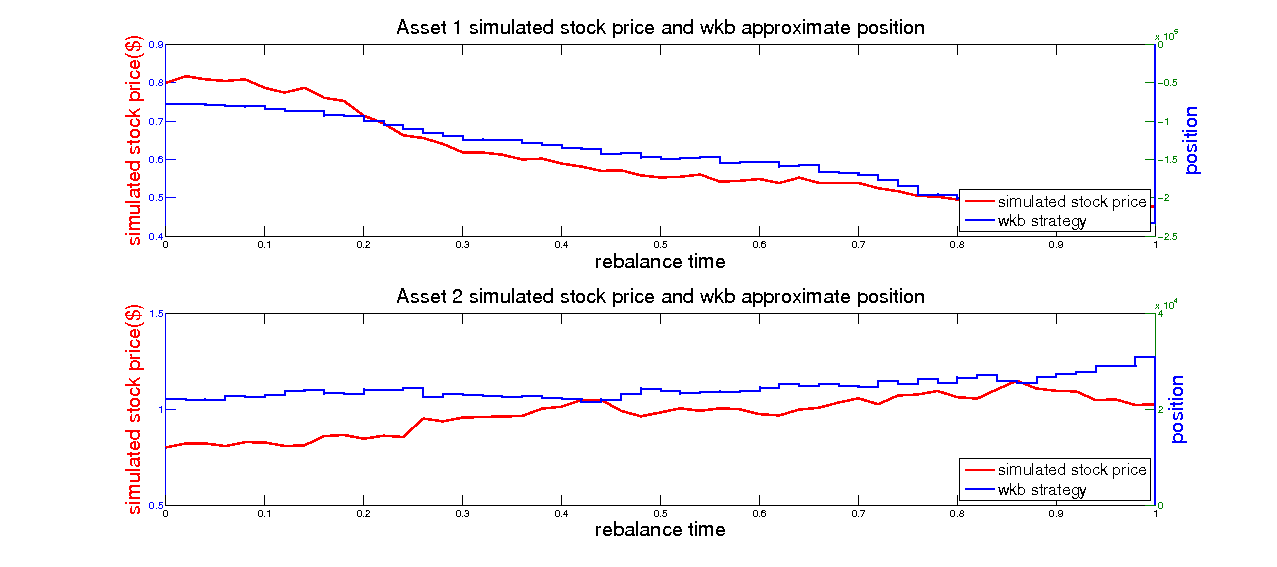 Asset 1 simulated stock price and wkb approximate position
x 10^5
simulated stock price($)
0.9
0.8
0.7
0.6
0.5
0.4
0
-0.5
-1
-1.5
-2
-2.5
position
simulated stock price
wkb strategy
0 0.1 0.2 0.3 0.4 0.5 0.6 0.7 0.8 0.9 1
rebalance time
Asset 2 simulated stock price and wkb approximate position
x 10^4
simulated stock price($)
1.5
1
0.5
4
2
0
position
simulated stock price
wkb strategy
0 0.1 0.2 0.3 0.4 0.5 0.6 0.7 0.8 0.9 1
rebalance time